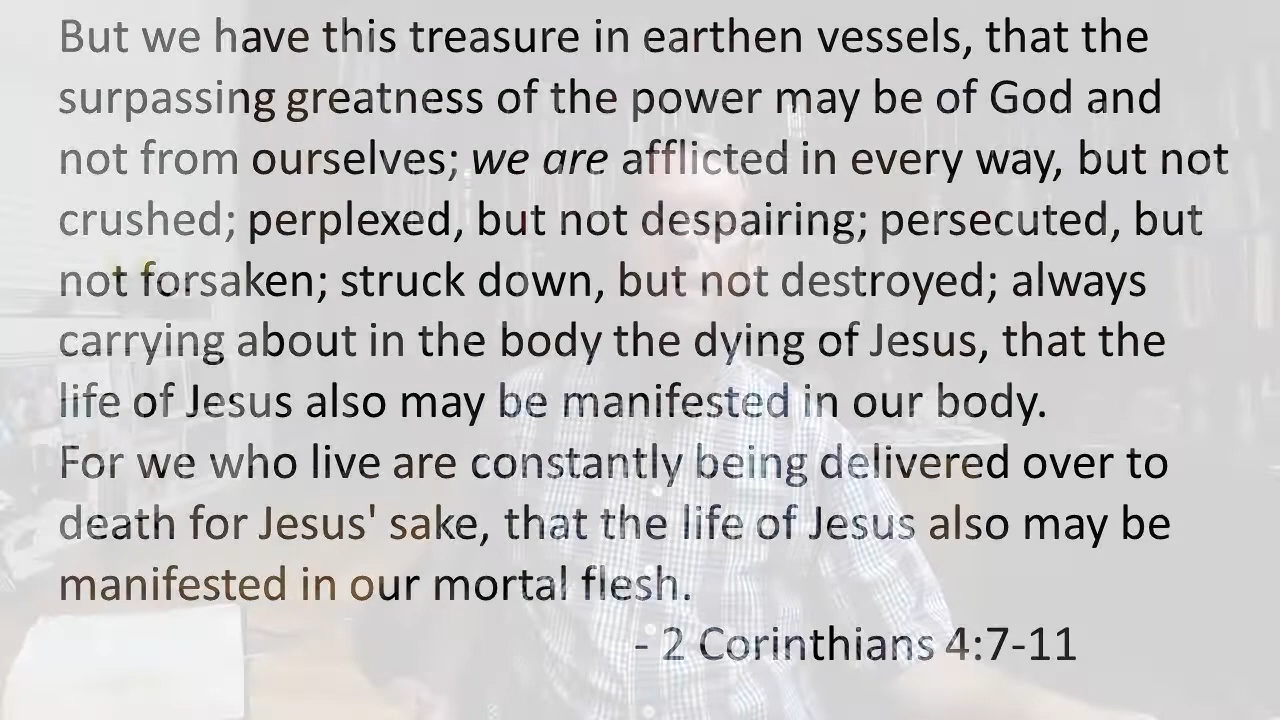 But we have this treasure in earthen vessels, that the
surpassing greatness of the power may be of God and
not from ourselves; we are afflicted in every way, but not
crushed; perplexed, but not despairing; persecuted, but
not forsaken; struck down, but not destroyed; always
carrying about in the body the dying of Jesus, that the
life of Jesus also may be manifested in our body.
For we who live are constantly being delivered over to
death for Jesus' sake, that the life of Jesus also may be
manifested in our mortal flesh.
- 2 Corinthians 4:7-11